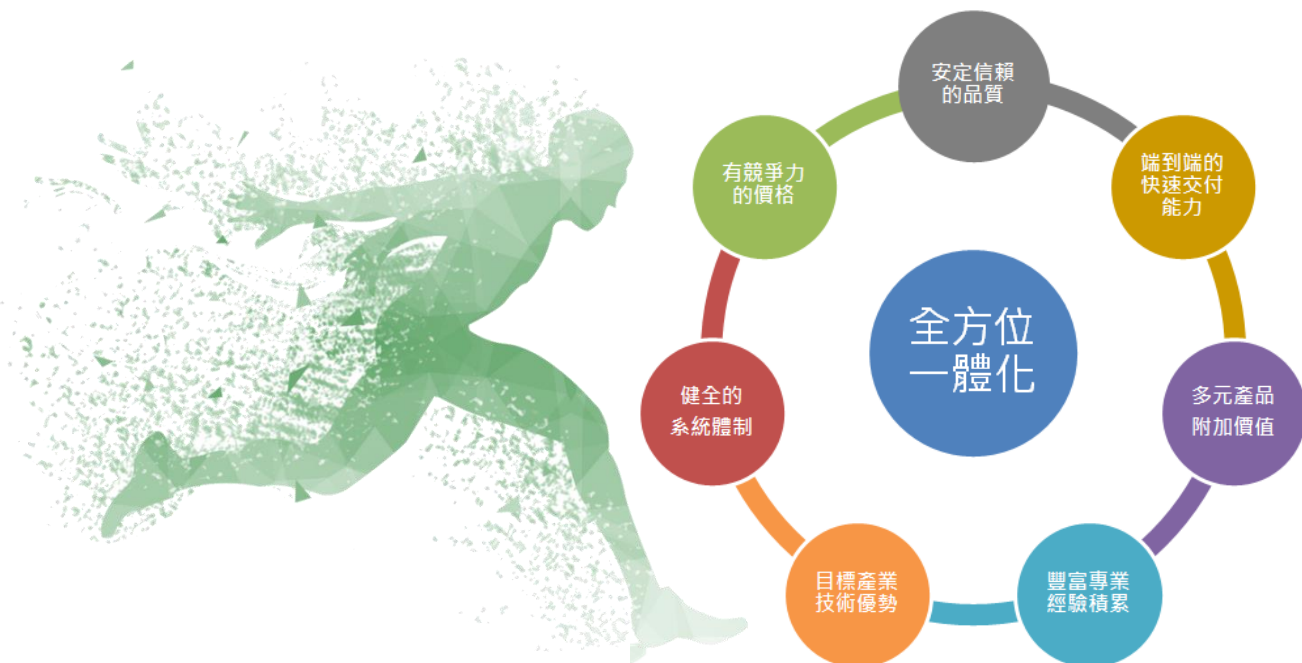 安定信賴
的品質
端到端的
快速交付
能力
多元產品
附加價值
豐富專業
經驗積累
目標產業
技術優勢
健全的
系統體制
有競爭力
的價格
全方位
一體化